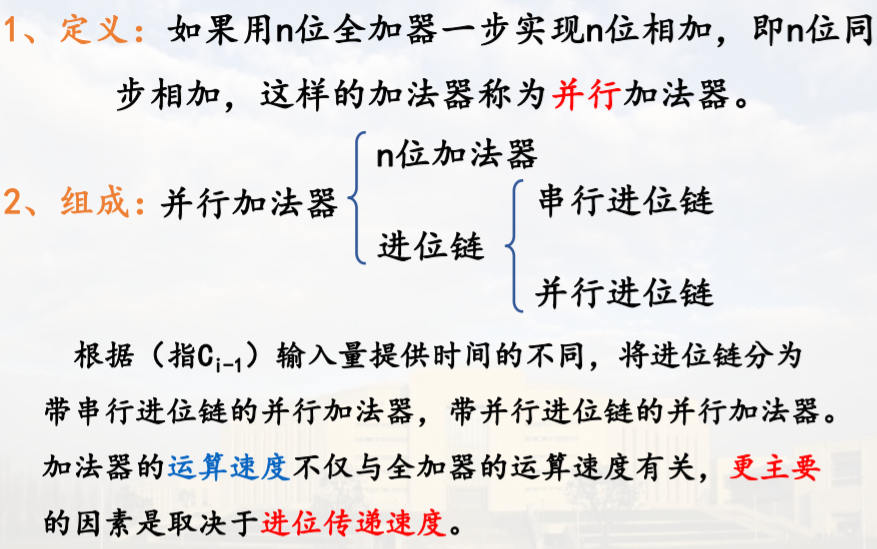 1、定义：如果用n位全加器一步实现n位相加，即n位同
步相加，这样的加法器称为并行加法器。
n位加法器
2、组成：并行加法器
串行进位链
进位链
并行进位链
根据（指Ci-1）输入量提供时间的不同，将进位链分为
带串行进位链的并行加法器，带并行进位链的并行加法器。
加法器的运算速度不仅与全加器的运算速度有关，更主要
的因素是取决于进位传递速度。